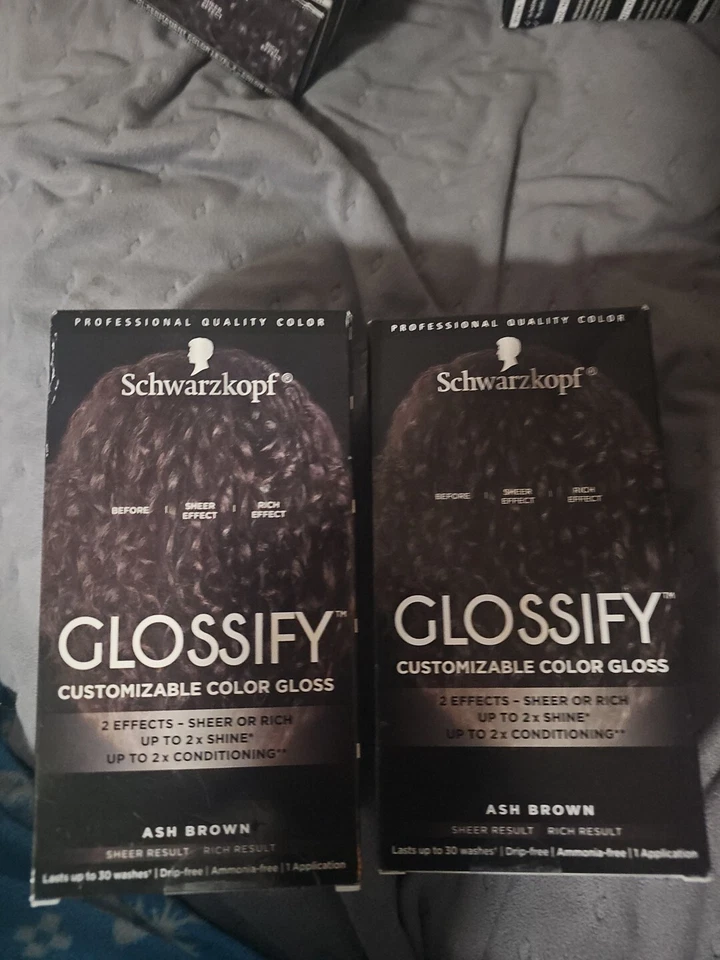 PROFESSIONAL QUALITY COLOR
Schwarzkopf®
BEFORE | SHEER EFFECT | RICH EFFECT
GLOSSIFY™
CUSTOMIZABLE COLOR GLOSS
2 EFFECTS – SHEER OR RICH
UP TO 2x SHINE*
UP TO 2x CONDITIONING**
ASH BROWN
SHEER RESULT RICH RESULT
Lasts up to 30 washes† | Drip-free | Ammonia-free | 1 Application
PROFESSIONAL QUALITY COLOR
Schwarzkopf®
BEFORE | SHEER EFFECT | RICH EFFECT
GLOSSIFY™
CUSTOMIZABLE COLOR GLOSS
2 EFFECTS – SHEER OR RICH
UP TO 2x SHINE*
UP TO 2x CONDITIONING**
ASH BROWN
SHEER RESULT RICH RESULT
Lasts up to 30 washes† | Drip-free | Ammonia-free | 1 Application